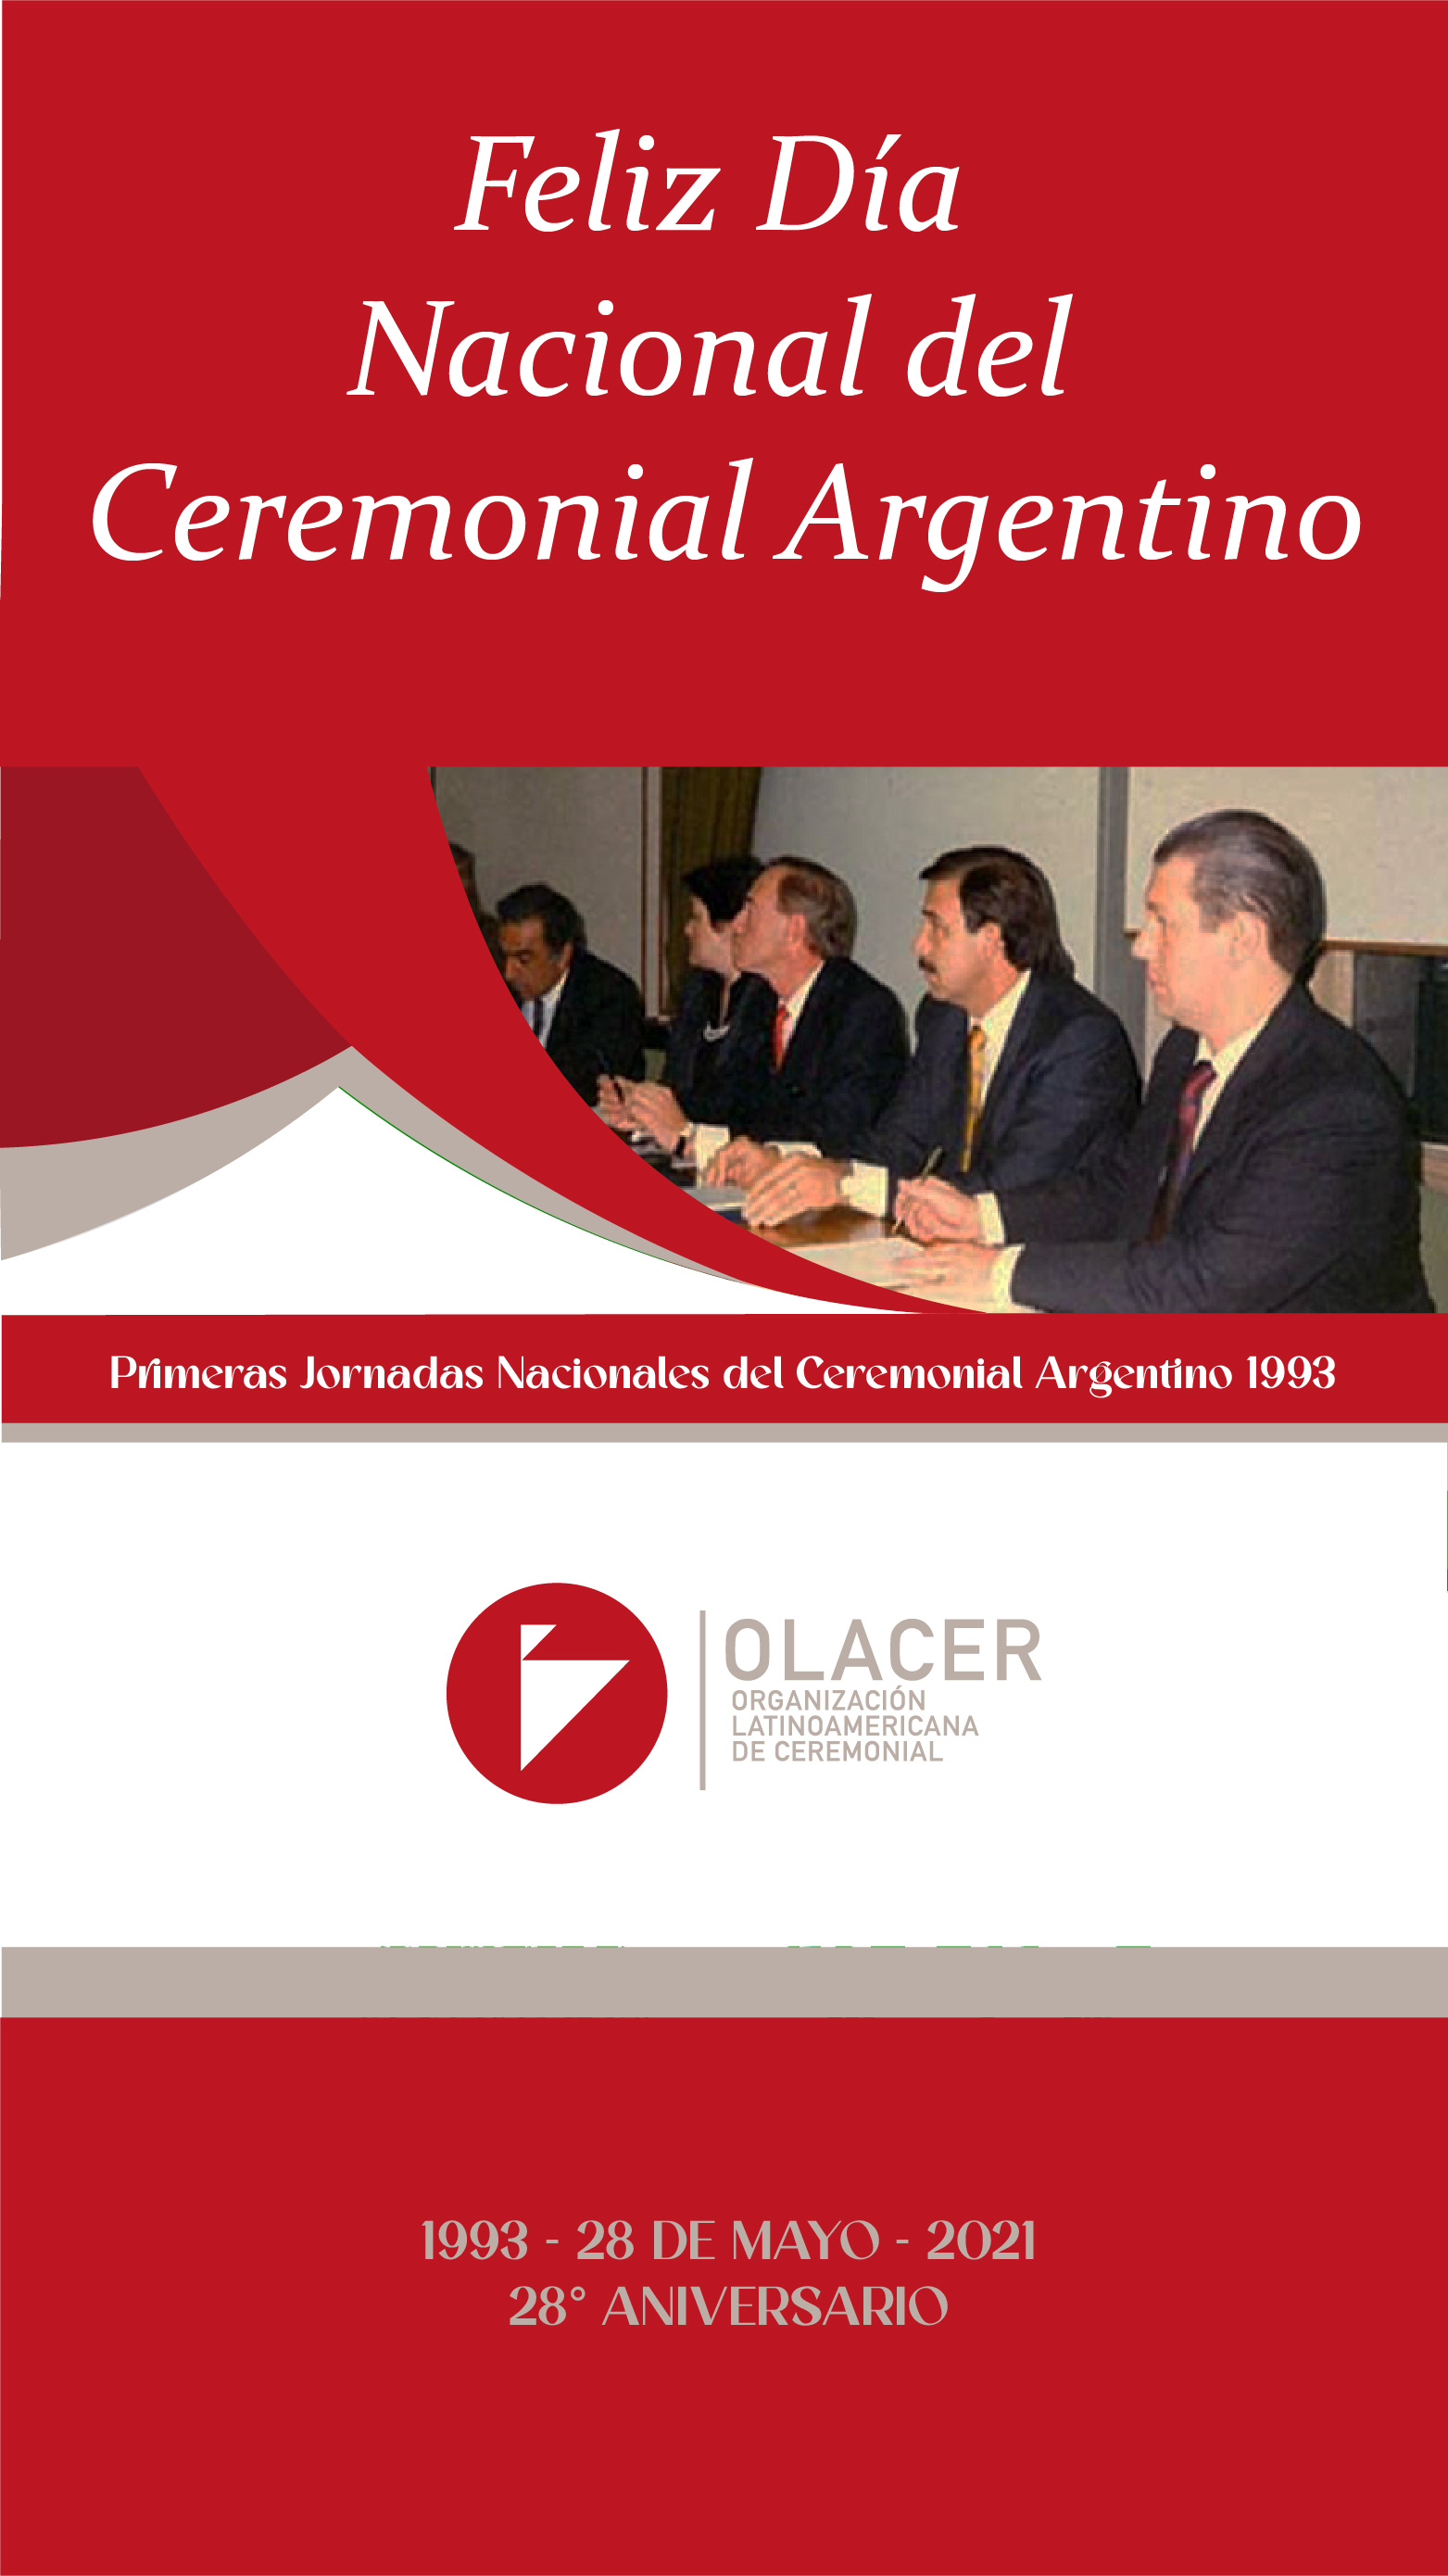 Feliz Día
Nacional del
Ceremonial Argentino
Primeras Jornadas Nacionales del Ceremonial Argentino 1993
OLACER
ORGANIZACIÓN
LATINOAMERICANA
DE CEREMONIAL
1993 - 28 DE MAYO - 2021
28° ANIVERSARIO